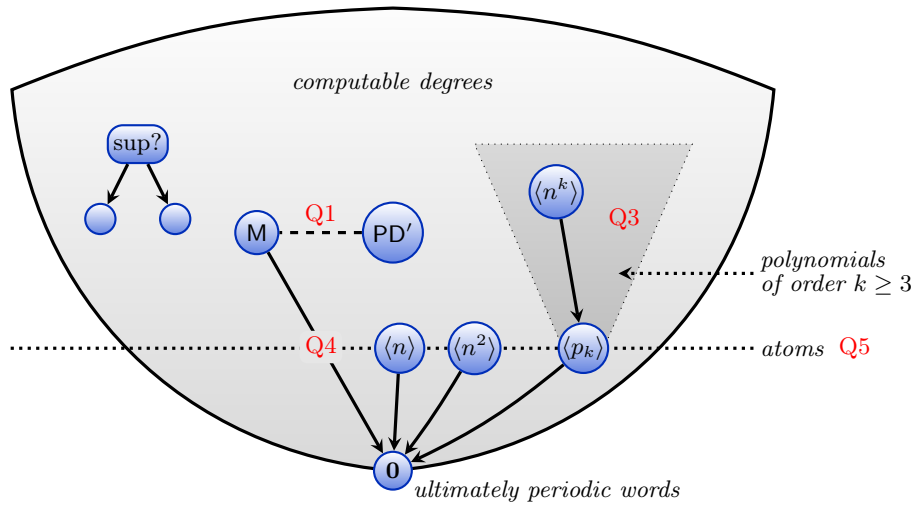 computable degrees
sup?
⟨n^k⟩
Q1
Q3
M
PD′
polynomials
of order k ≥ 3
Q4
⟨n⟩
⟨n^2⟩
⟨p_k⟩
atoms Q5
0
ultimately periodic words